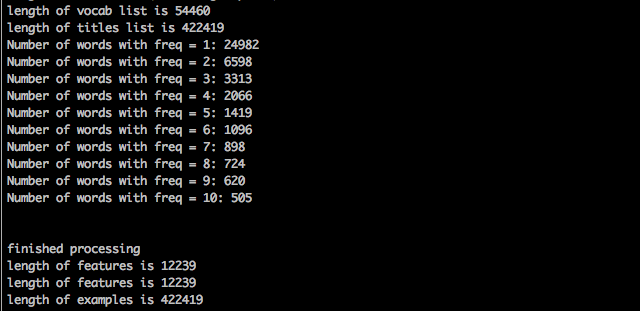 length of vocab list is 54460
length of titles list is 422419
Number of words with freq = 1: 24982
Number of words with freq = 2: 6598
Number of words with freq = 3: 3313
Number of words with freq = 4: 2066
Number of words with freq = 5: 1419
Number of words with freq = 6: 1096
Number of words with freq = 7: 898
Number of words with freq = 8: 724
Number of words with freq = 9: 620
Number of words with freq = 10: 505
finished processing
length of features is 12239
length of features is 12239
length of examples is 422419